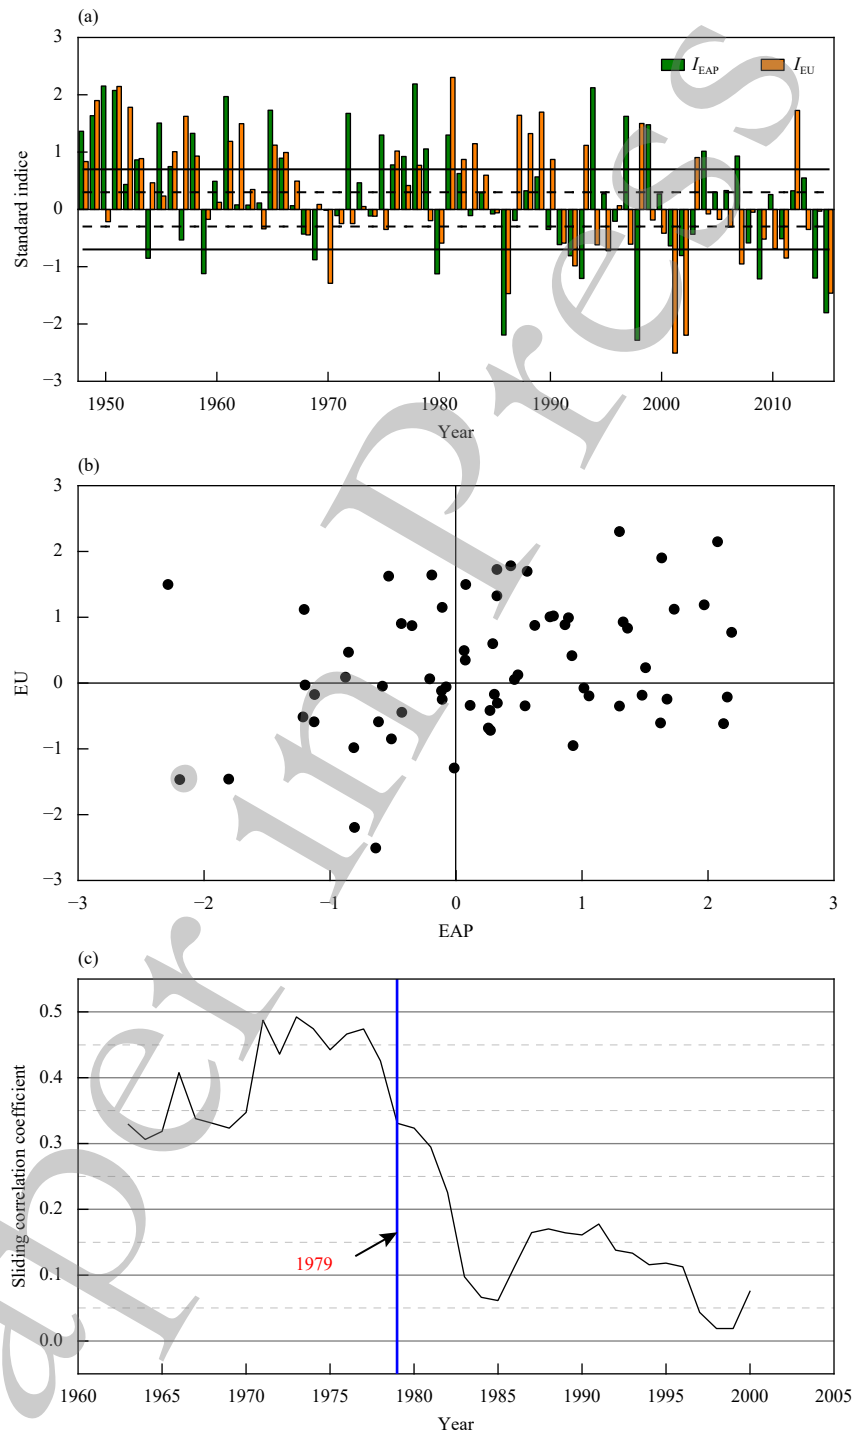 (a)
3
2
1
0
−1
−2
−3
Standard indice
I_EAP
I_EU
1950 1960 1970 1980 1990 2000 2010
Year
(b)
3
2
1
0
−1
−2
−3
EU
−3 −2 −1 0 1 2 3
EAP
(c)
0.5
0.4
0.3
0.2
0.1
0.0
Sliding correlation coefficient
1979
1960 1965 1970 1975 1980 1985 1990 1995 2000 2005
Year
aper in Press